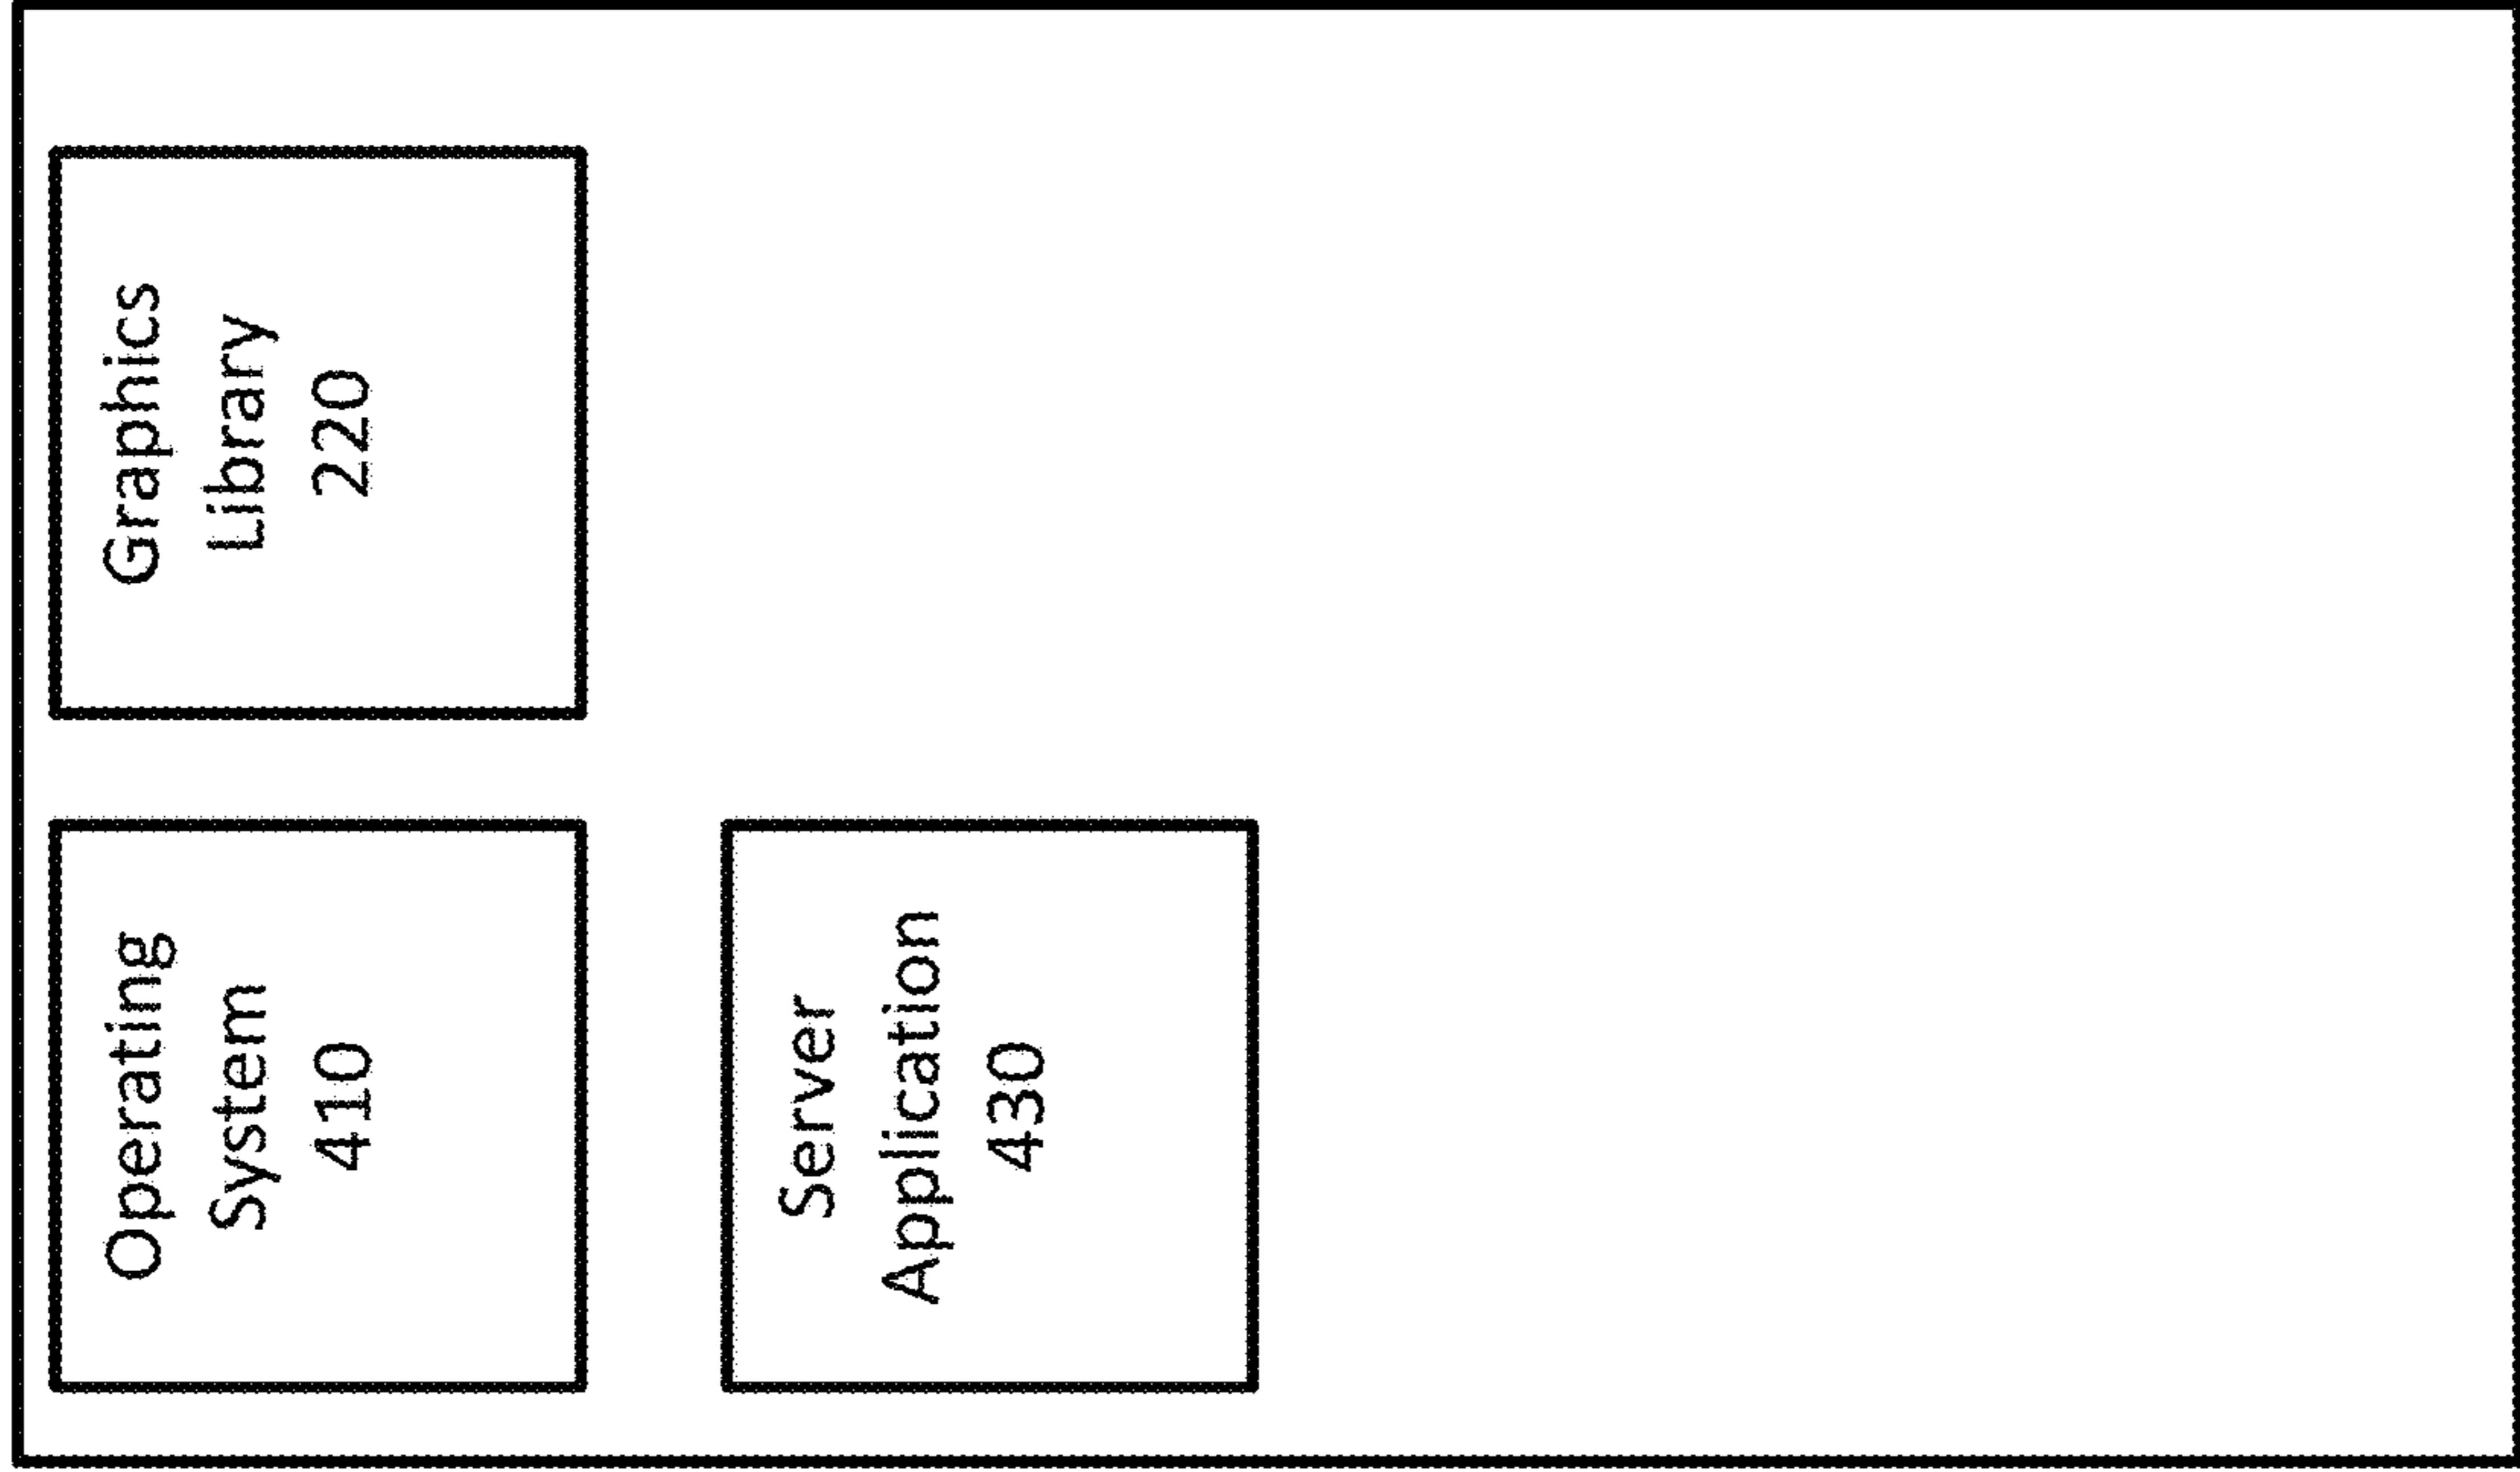 Operating
System
410
Graphics
Library
220
Server
Application
430